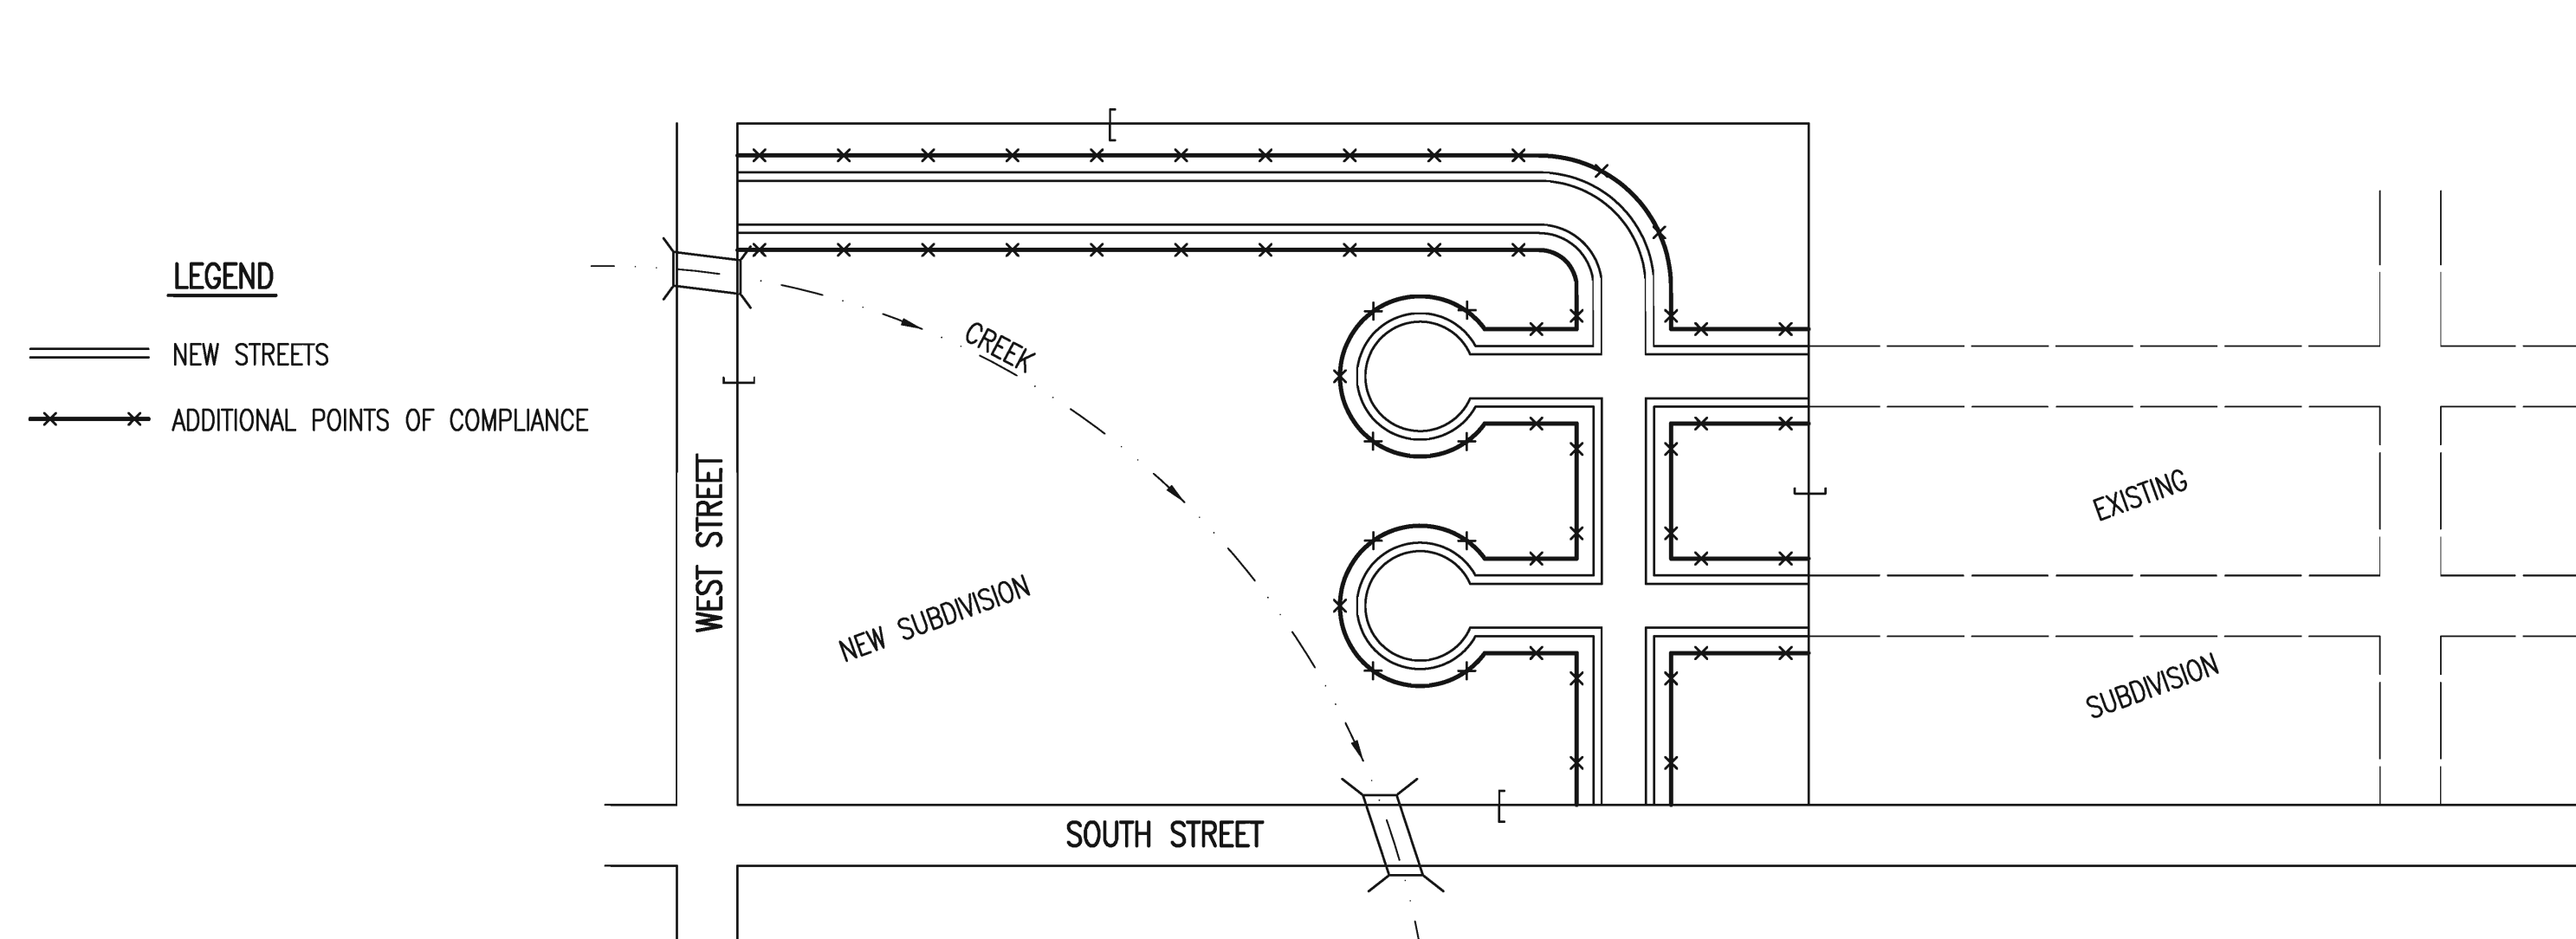 LEGEND
NEW STREETS
ADDITIONAL POINTS OF COMPLIANCE
WEST STREET
CREEK
NEW SUBDIVISION
SOUTH STREET
EXISTING
SUBDIVISION